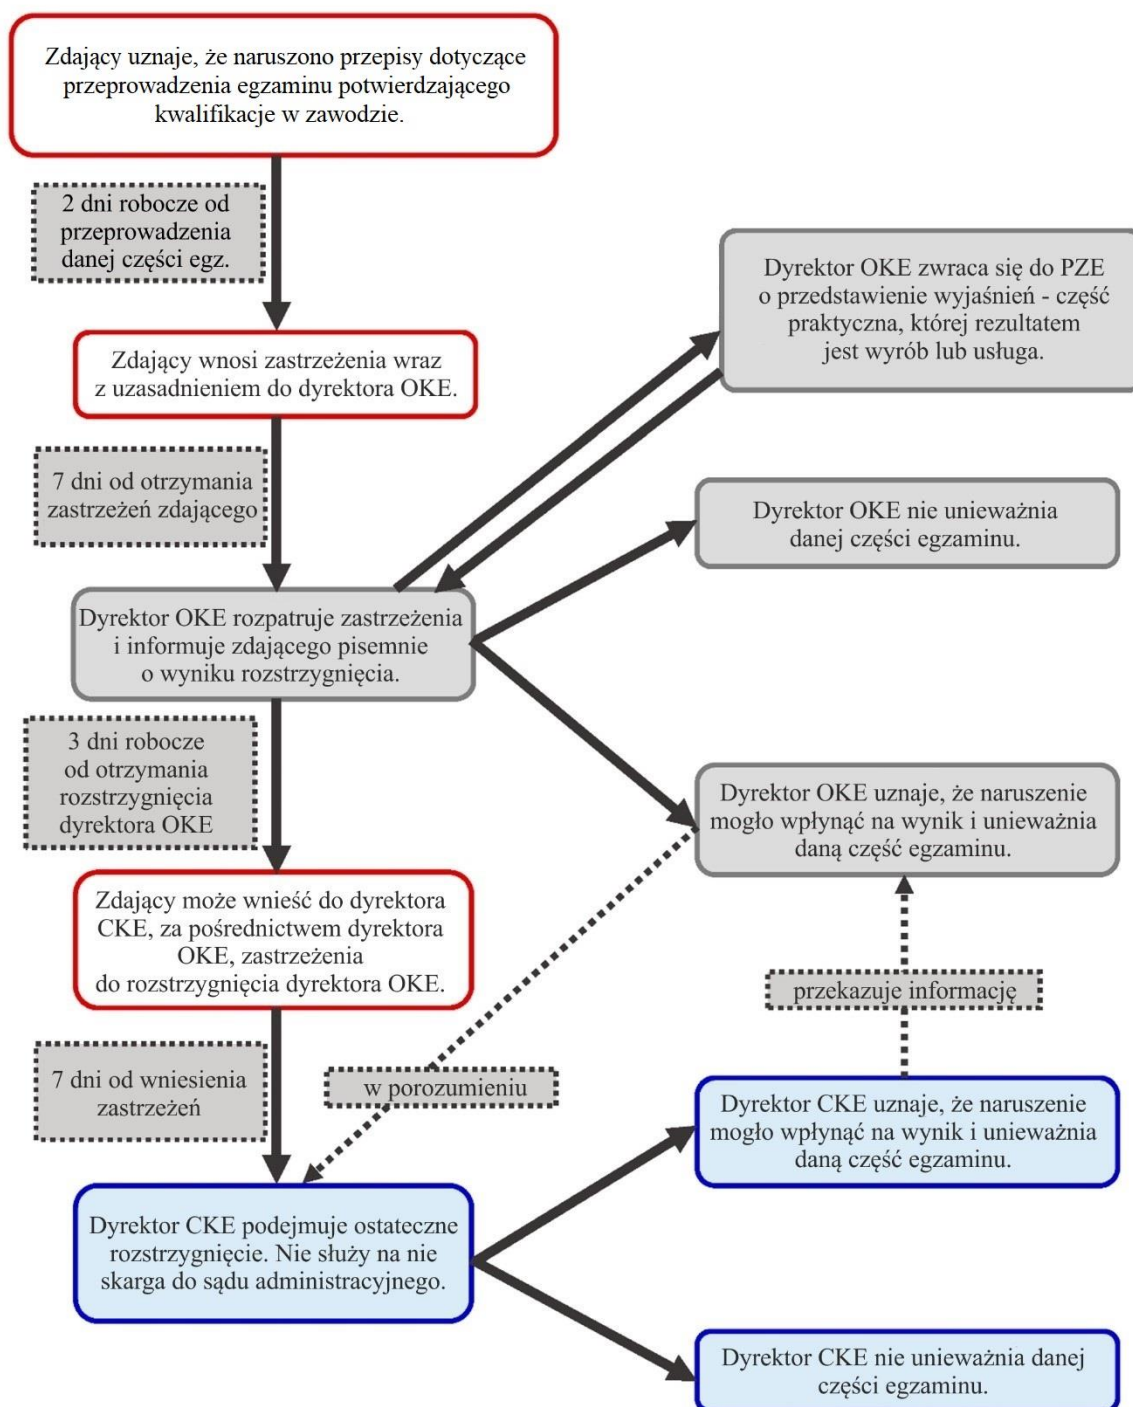 Zdający uznaje, że naruszono przepisy dotyczące
przeprowadzenia egzaminu potwierdzającego
kwalifikacje w zawodzie.
2 dni robocze od
przeprowadzenia
danej części egz.
Dyrektor OKE zwraca się do PZE
o przedstawienie wyjaśnień - część
praktyczna, której rezultatem
jest wyrób lub usługa.
Zdający wnosi zastrzeżenia wraz
z uzasadnieniem do dyrektora OKE.
7 dni od otrzymania
zastrzeżeń zdającego
Dyrektor OKE nie unieważnia
danej części egzaminu.
Dyrektor OKE rozpatruje zastrzeżenia
i informuje zdającego pisemnie
o wyniku rozstrzygnięcia.
3 dni robocze
od otrzymania
rozstrzygnięcia
dyrektora OKE
Dyrektor OKE uznaje, że naruszenie
mogło wpłynąć na wynik i unieważnia
daną część egzaminu.
Zdający może wnieść do dyrektora
CKE, za pośrednictwem dyrektora
OKE, zastrzeżenia
do rozstrzygnięcia dyrektora OKE.
przekazuje informację
7 dni od wniesienia
zastrzeżeń
w porozumieniu
Dyrektor CKE uznaje, że naruszenie
mogło wpłynąć na wynik i unieważnia
daną część egzaminu.
Dyrektor CKE podejmuje ostateczne
rozstrzygnięcie. Nie służy na nie
skarga do sądu administracyjnego.
Dyrektor CKE nie unieważnia danej
części egzaminu.